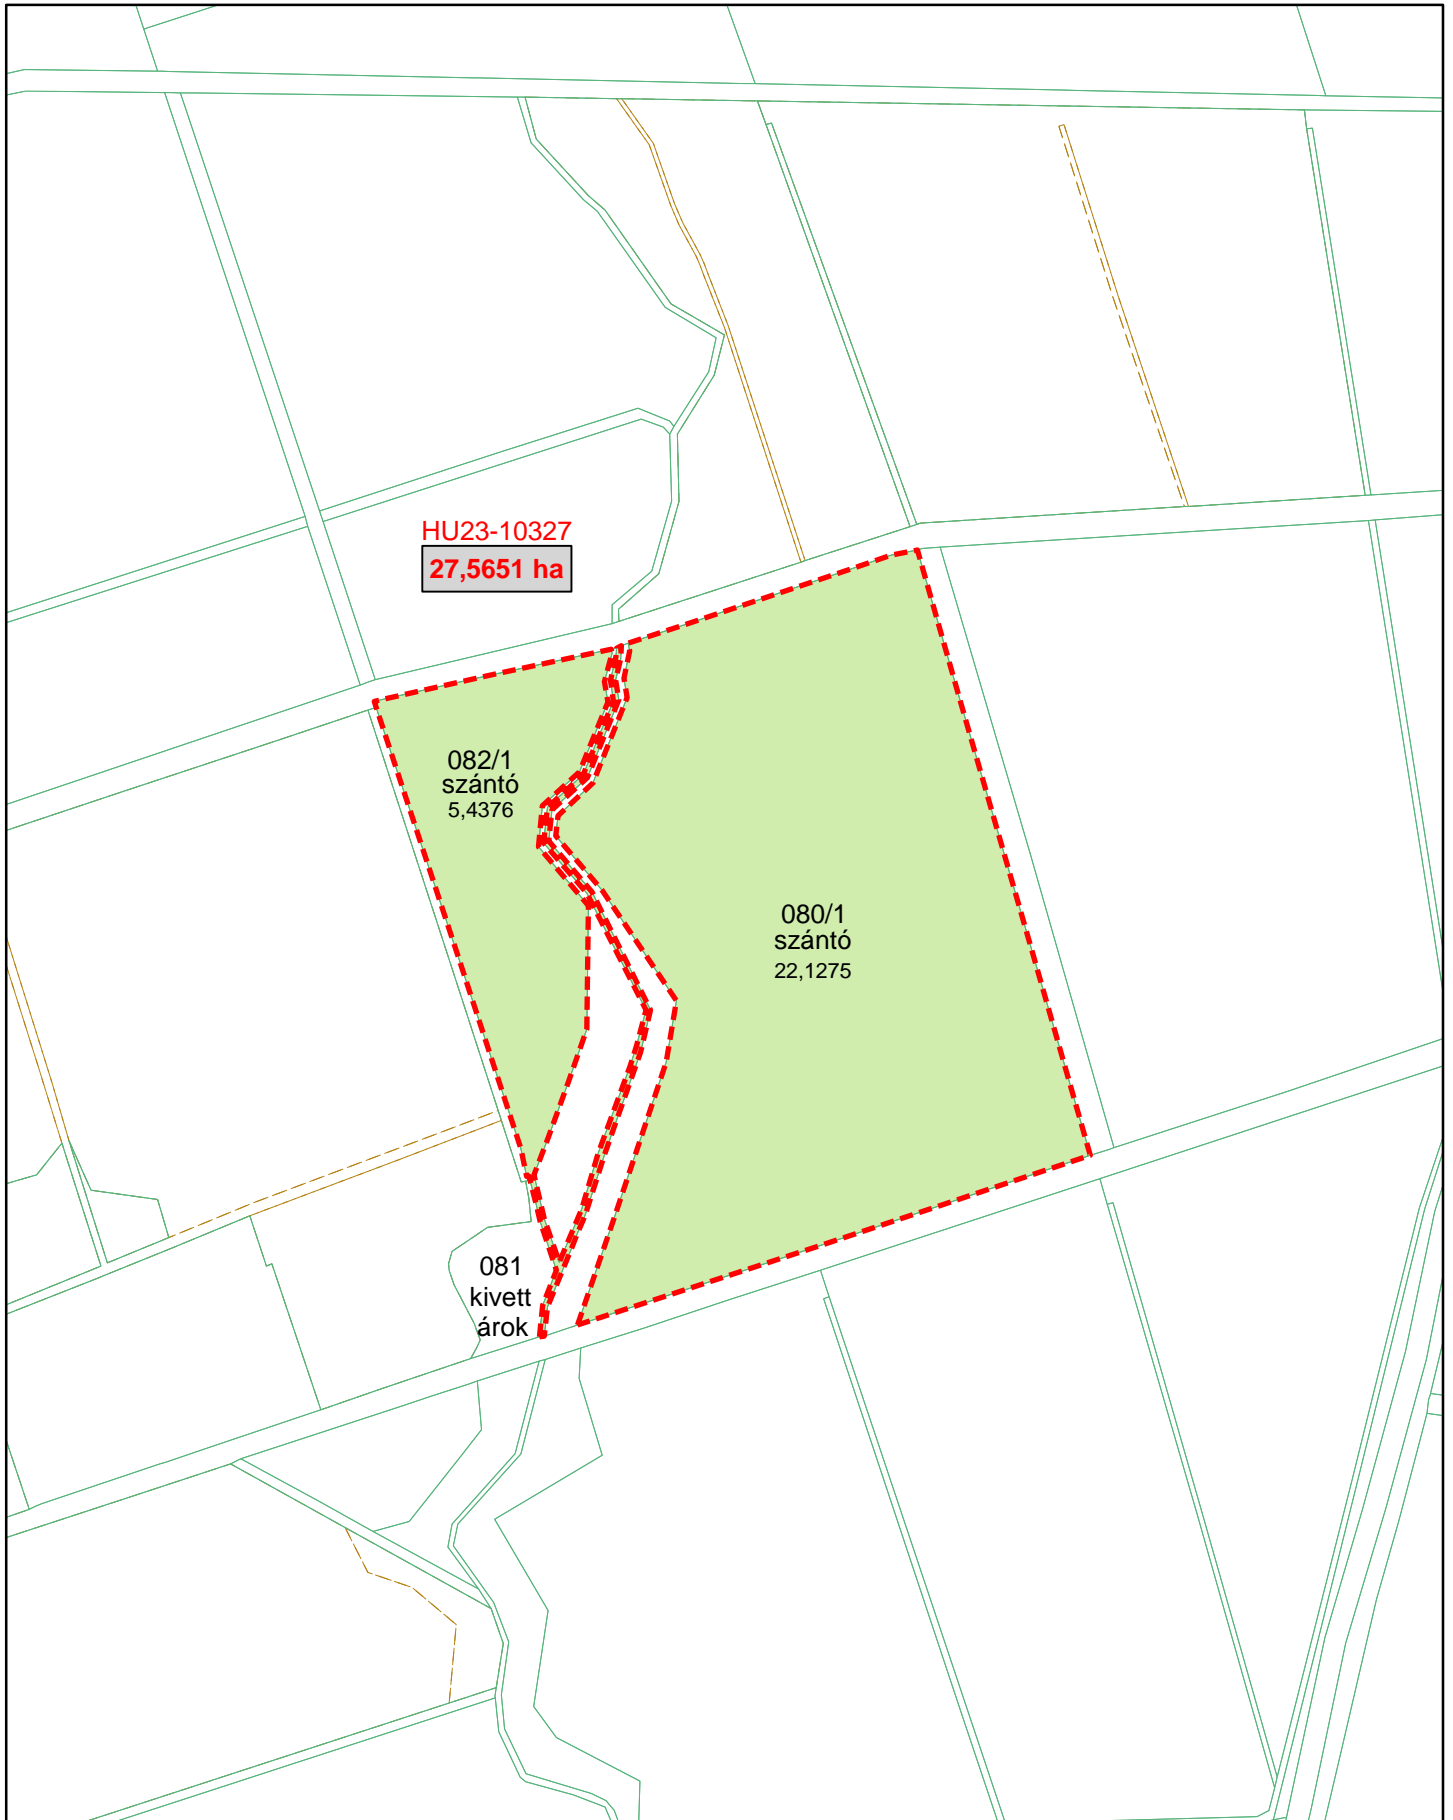 HU23-10327
27,5651 ha
082/1
szántó
5,4376
080/1
szántó
22,1275
081
kivett
árok